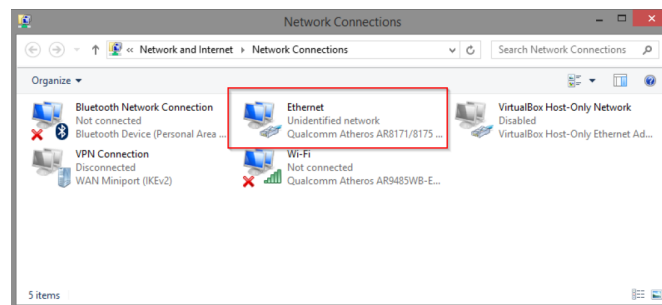 Network Connections
« Network and Internet ▸ Network Connections
Search Network Connections
Organize
Bluetooth Network Connection
Not connected
Bluetooth Device (Personal Area ...
Ethernet
Unidentified network
Qualcomm Atheros AR8171/8175 ...
VirtualBox Host-Only Network
Disabled
VirtualBox Host-Only Ethernet Ad...
VPN Connection
Disconnected
WAN Miniport (IKEv2)
Wi-Fi
Not connected
Qualcomm Atheros AR9485WB-E...
5 items